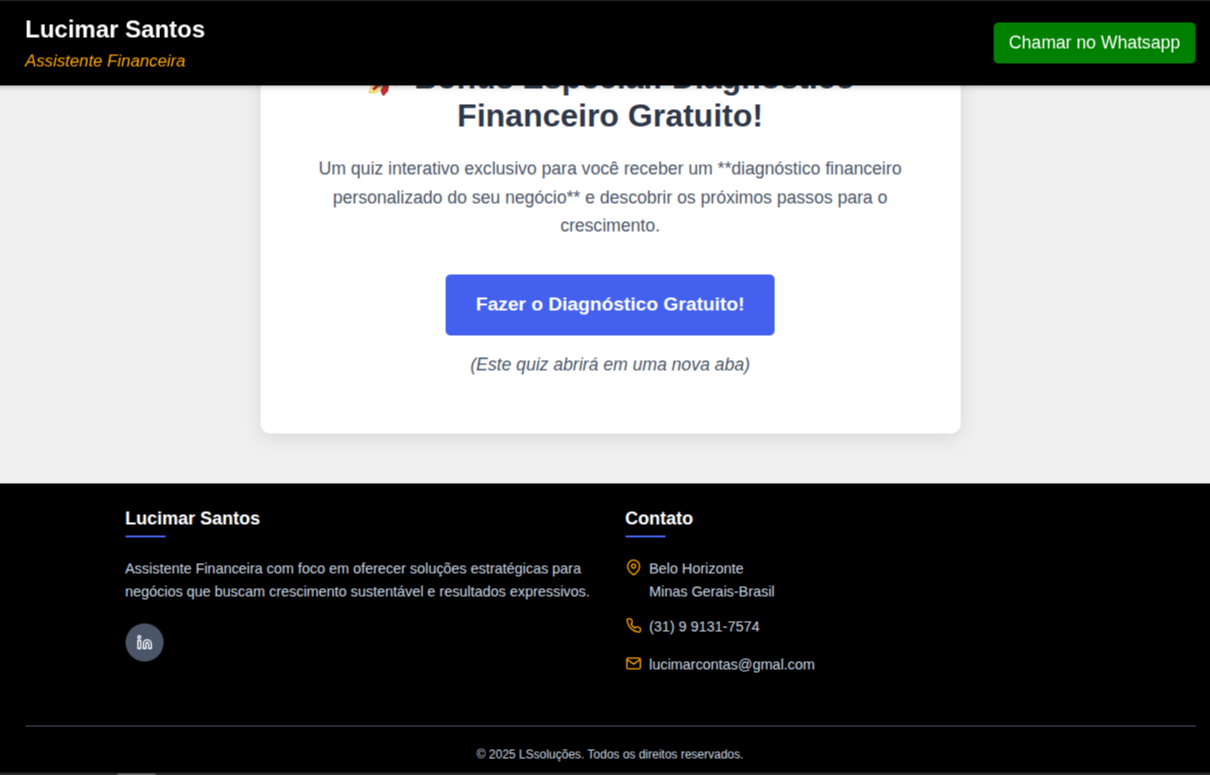 Lucimar Santos
Assistente Financeira
Chamar no Whatsapp
Bônus Especial: Diagnóstico
Financeiro Gratuito!
Um quiz interativo exclusivo para você receber um **diagnóstico financeiro
personalizado do seu negócio** e descobrir os próximos passos para o
crescimento.
Fazer o Diagnóstico Gratuito!
(Este quiz abrirá em uma nova aba)
Lucimar Santos
Assistente Financeira com foco em oferecer soluções estratégicas para
negócios que buscam crescimento sustentável e resultados expressivos.
in
Contato
Belo Horizonte
Minas Gerais-Brasil
(31) 9 9131-7574
lucimarcontas@gmal.com
© 2025 LSsoluções. Todos os direitos reservados.